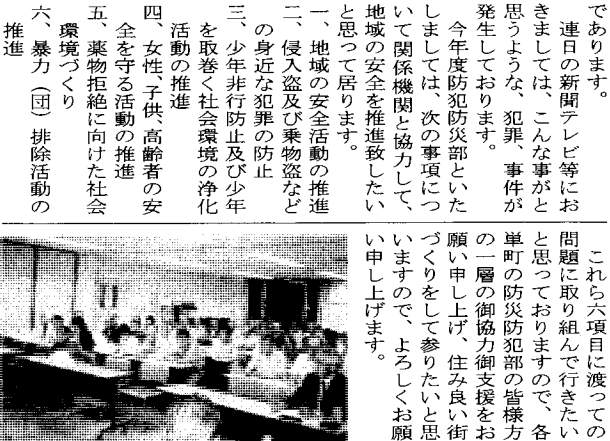 であります。
　連日の新聞テレビ等にお
きましては、こんな事がと
思うような、犯罪、事件が
発生しております。
　今年度防犯防災部といた
しましては、次の事項につ
いて関係機関と協力して、
地域の安全を推進致したい
と思って居ります。
一、地域の安全活動の推進
二、侵入盗及び乗物盗など
の身近な犯罪の防止
三、少年非行防止及び少年
を取巻く社会環境の浄化
活動の推進
四、女性、子供、高齢者の安
全を守る活動の推進
五、薬物拒絶に向けた社会
環境づくり
六、暴力（団）排除活動の
推進
　これら六項目に渡っての
問題に取り組んで行きたい
と思っておりますので、各
単町の防災防犯部の皆様方
の一層の御協力御支援をお
願い申し上げ、住み良い街
づくりをして参りたいと思
いますので、よろしくお願
い申し上げます。